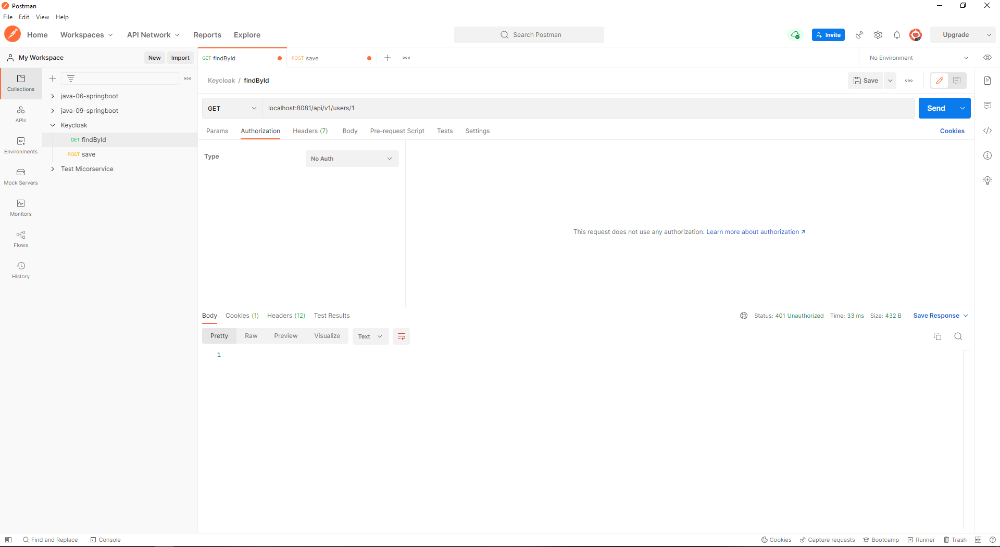 Postman
File Edit View Help
Home Workspaces API Network Reports Explore Search Postman Invite Upgrade
My Workspace New Import GET findById POST save No Environment
Collections
APIs
Environments
Mock Servers
Monitors
Flows
History
java-06-springboot
java-09-springboot
Keycloak
GET findById
POST save
Test Micorservice
Keycloak / findById Save
GET localhost:8081/api/v1/users/1 Send
Params Authorization Headers (7) Body Pre-request Script Tests Settings Cookies
Type No Auth
This request does not use any authorization. Learn more about authorization ↗
Body Cookies (1) Headers (12) Test Results Status: 401 Unauthorized Time: 33 ms Size: 432 B Save Response
Pretty Raw Preview Visualize Text
1
Find and Replace Console Cookies Capture requests Bootcamp Runner Trash